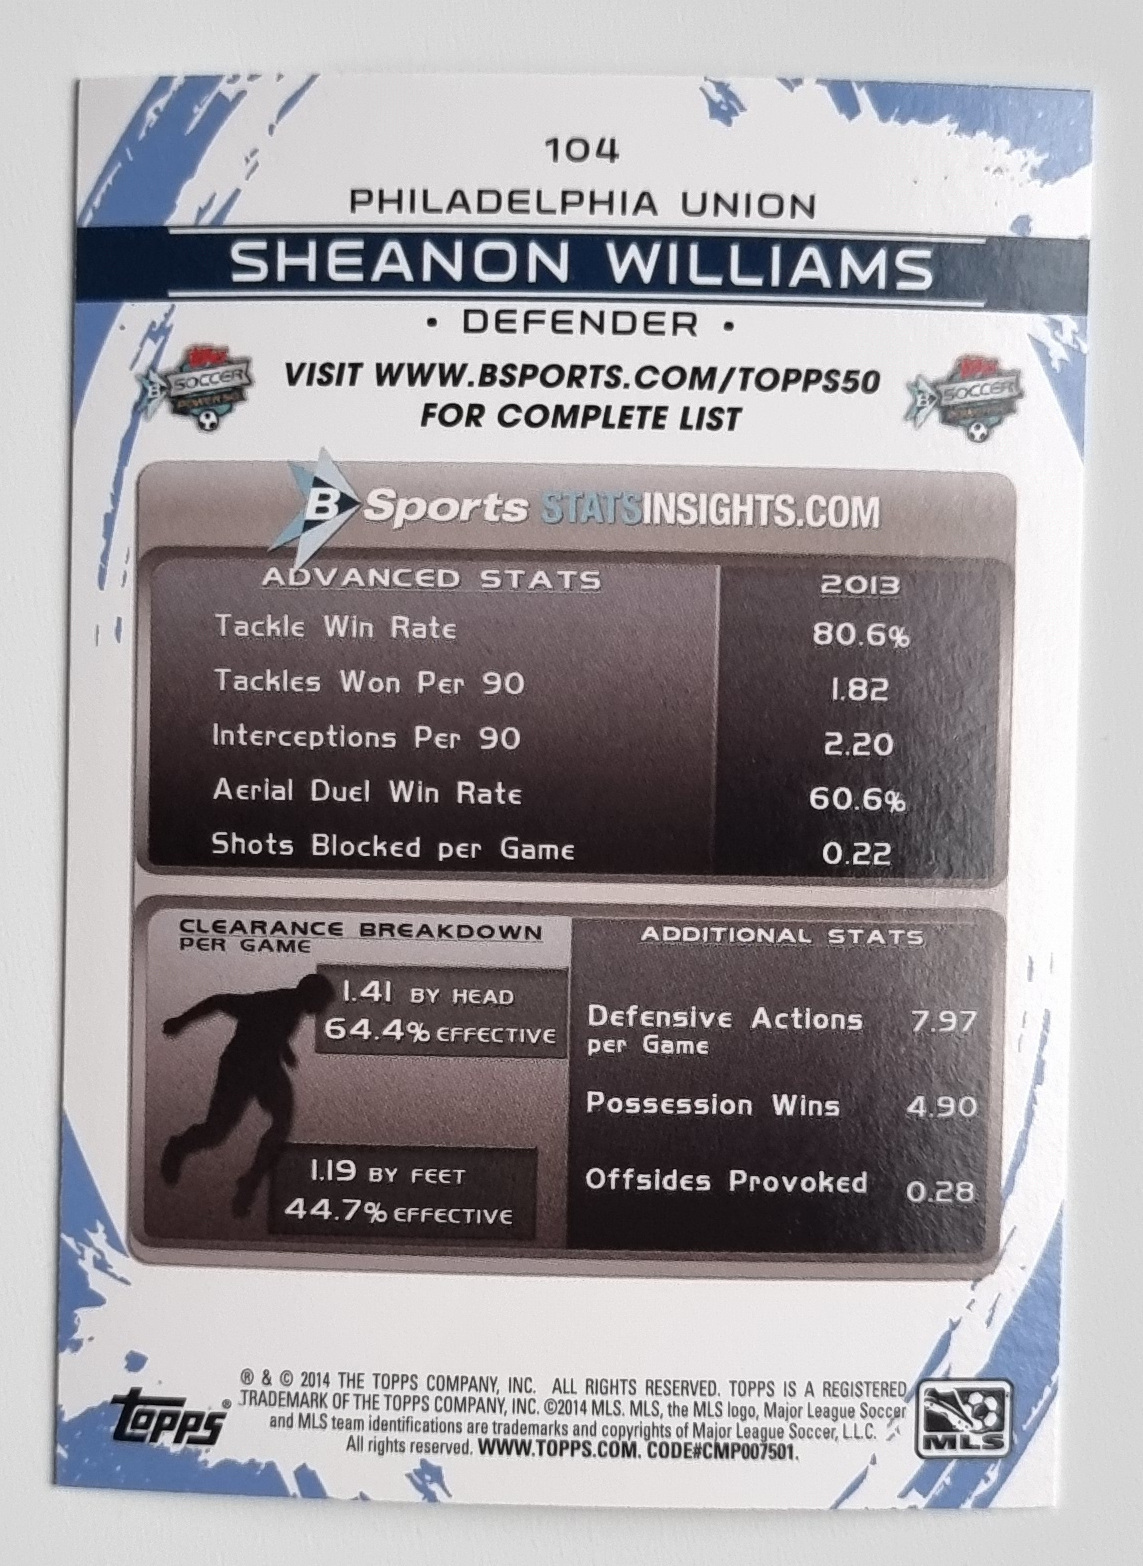 104
PHILADELPHIA UNION
SHEANON WILLIAMS
• DEFENDER •
VISIT WWW.BSPORTS.COM/TOPPS50
FOR COMPLETE LIST
SOCCER
B
SOCCER
B
B Sports STATSINSIGHTS.COM
ADVANCED STATS 2013
Tackle Win Rate 80.6%
Tackles Won Per 90 1.82
Interceptions Per 90 2.20
Aerial Duel Win Rate 60.6%
Shots Blocked per Game 0.22
CLEARANCE BREAKDOWN
PER GAME
1.41 BY HEAD
64.4% EFFECTIVE
1.19 BY FEET
44.7% EFFECTIVE
ADDITIONAL STATS
Defensive Actions 7.97
per Game
Possession Wins 4.90
Offsides Provoked 0.28
topps®
® & © 2014 THE TOPPS COMPANY, INC. ALL RIGHTS RESERVED. TOPPS IS A REGISTERED
TRADEMARK OF THE TOPPS COMPANY, INC. ©2014 MLS. MLS, the MLS logo, Major League Soccer
and MLS team identifications are trademarks and copyrights of Major League Soccer, L.L.C.
All rights reserved. WWW.TOPPS.COM. CODE#CMP007501.
MLS